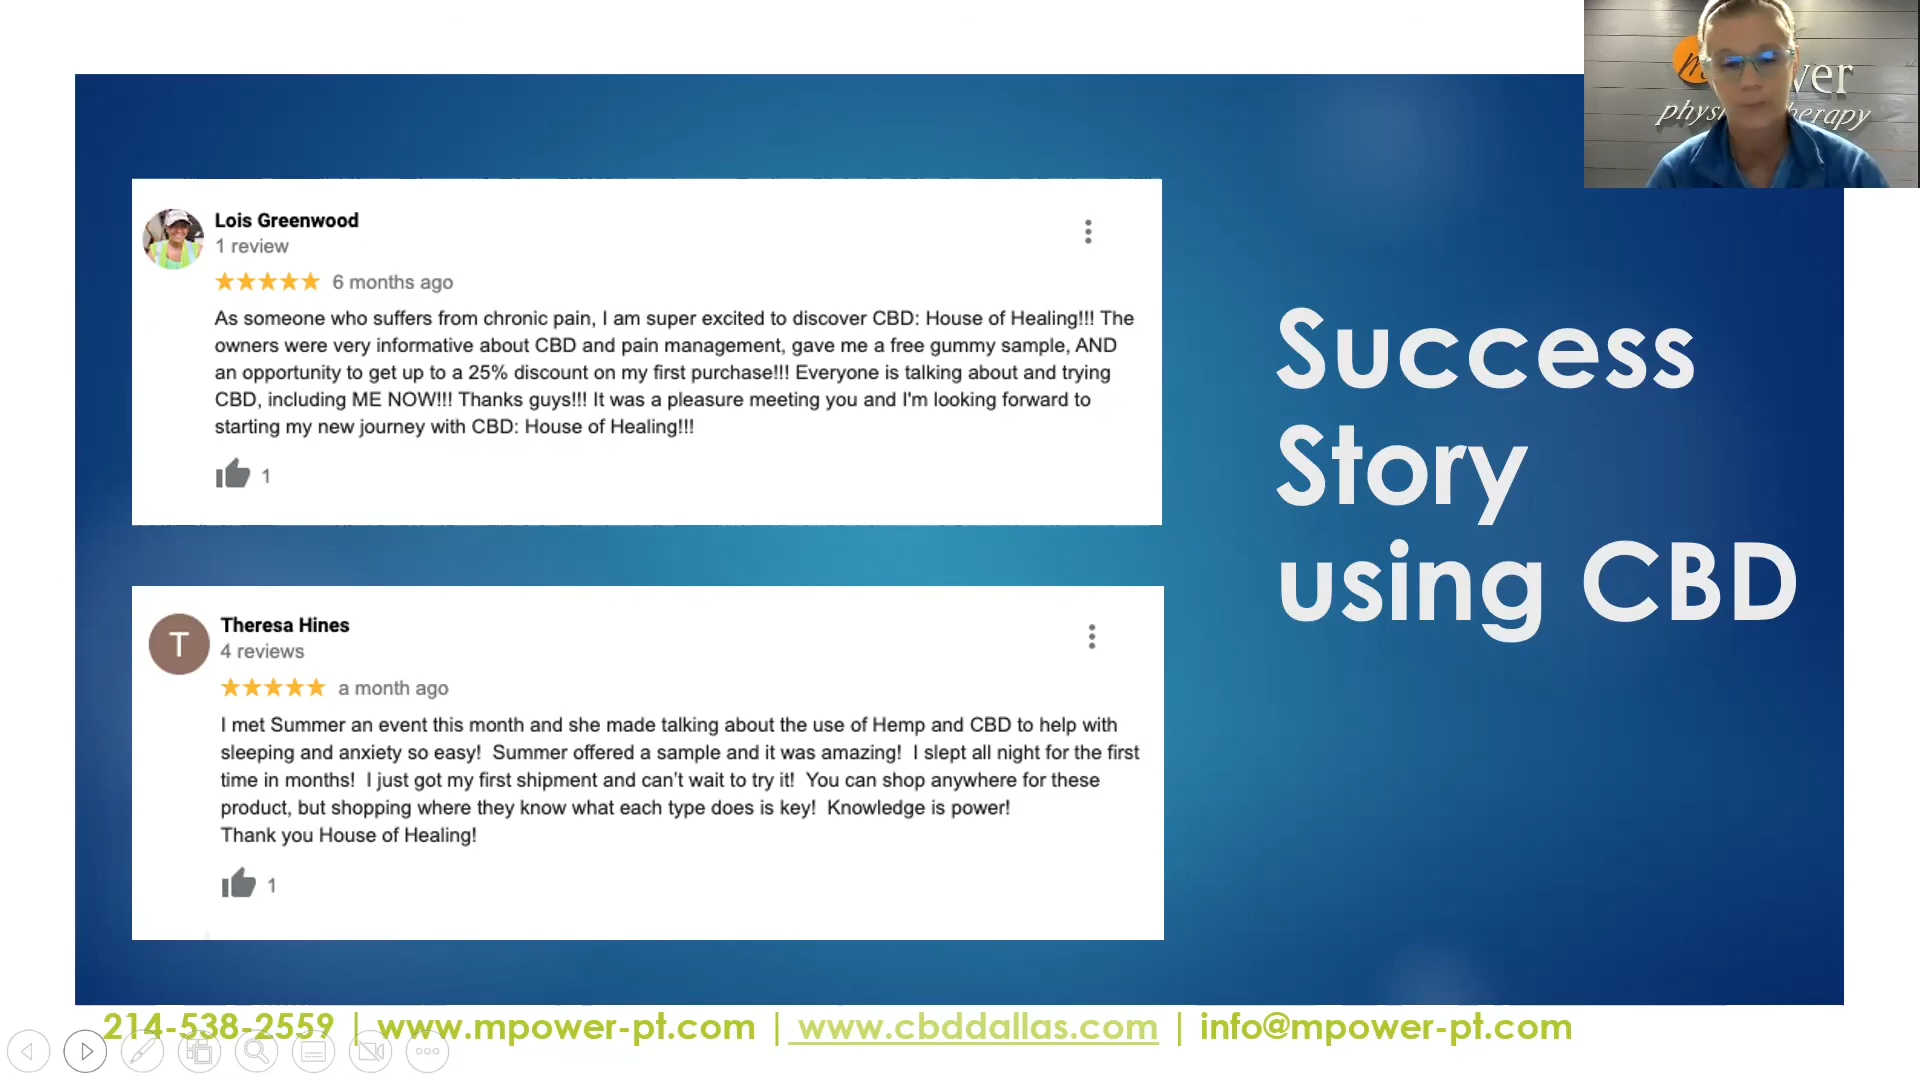 Lois Greenwood
1 review
6 months ago
As someone who suffers from chronic pain, I am super excited to discover CBD: House of Healing!!! The
owners were very informative about CBD and pain management, gave me a free gummy sample, AND
an opportunity to get up to a 25% discount on my first purchase!!! Everyone is talking about and trying
CBD, including ME NOW!!! Thanks guys!!! It was a pleasure meeting you and I'm looking forward to
starting my new journey with CBD: House of Healing!!!
1
T
Theresa Hines
4 reviews
a month ago
I met Summer an event this month and she made talking about the use of Hemp and CBD to help with
sleeping and anxiety so easy!  Summer offered a sample and it was amazing!  I slept all night for the first
time in months!  I just got my first shipment and can't wait to try it!  You can shop anywhere for these
product, but shopping where they know what each type does is key!  Knowledge is power!
Thank you House of Healing!
1
Success
Story
using CBD
214-538-2559 | www.mpower-pt.com | www.cbddallas.com | info@mpower-pt.com